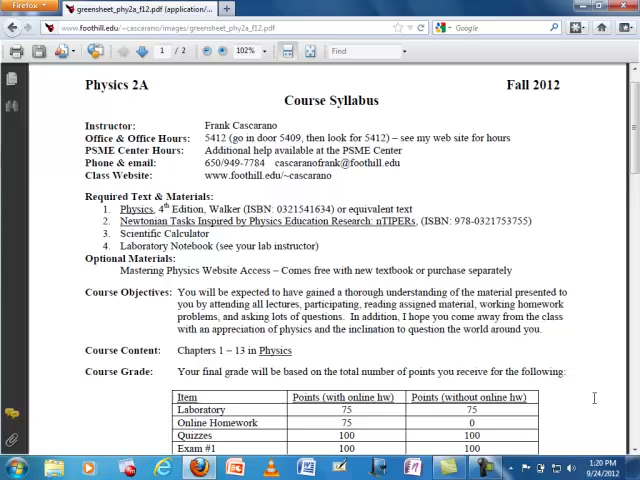 Firefox
greensheet_phy2a_f12.pdf (application/...
www.foothill.edu/~cascarano/images/greensheet_phy2a_f12.pdf
Google
1 / 2
102%
Find
Physics 2A
Fall 2012
Course Syllabus
Instructor: Frank Cascarano
Office & Office Hours: 5412 (go in door 5409, then look for 5412) – see my web site for hours
PSME Center Hours: Additional help available at the PSME Center
Phone & email: 650/949-7784 cascaranofrank@foothill.edu
Class Website: www.foothill.edu/~cascarano
Required Text & Materials:
1. Physics, 4th Edition, Walker (ISBN: 0321541634) or equivalent text
2. Newtonian Tasks Inspired by Physics Education Research: nTIPERs, (ISBN: 978-0321753755)
3. Scientific Calculator
4. Laboratory Notebook (see your lab instructor)
Optional Materials:
Mastering Physics Website Access – Comes free with new textbook or purchase separately
Course Objectives: You will be expected to have gained a thorough understanding of the material presented to
you by attending all lectures, participating, reading assigned material, working homework
problems, and asking lots of questions. In addition, I hope you come away from the class
with an appreciation of physics and the inclination to question the world around you.
Course Content: Chapters 1 – 13 in Physics
Course Grade: Your final grade will be based on the total number of points you receive for the following:
Item Points (with online hw) Points (without online hw)
Laboratory 75 75
Online Homework 75 0
Quizzes 100 100
Exam #1 100 100
1:20 PM
9/24/2012